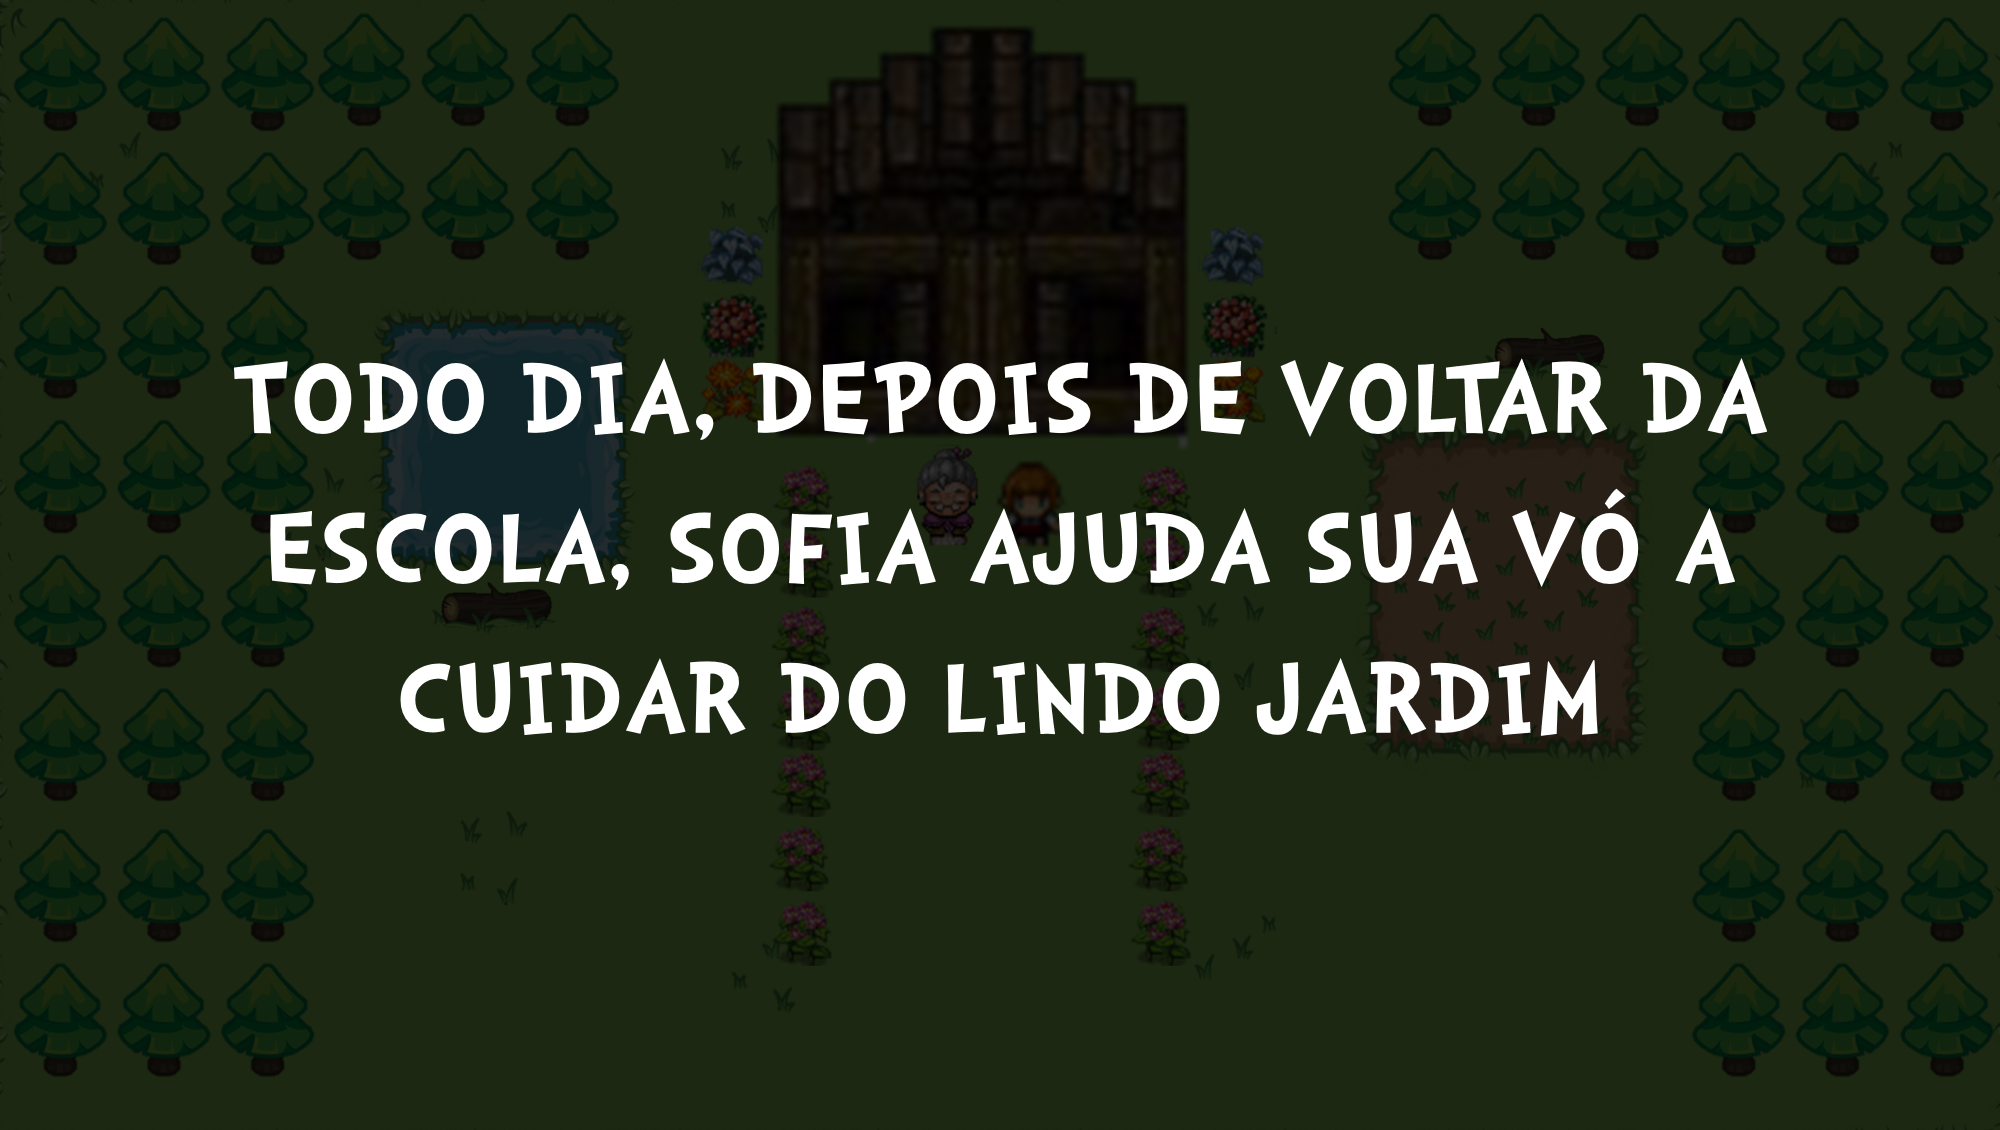 TODO DIA, DEPOIS DE VOLTAR DA
ESCOLA, SOFIA AJUDA SUA VÓ A
CUIDAR DO LINDO JARDIM